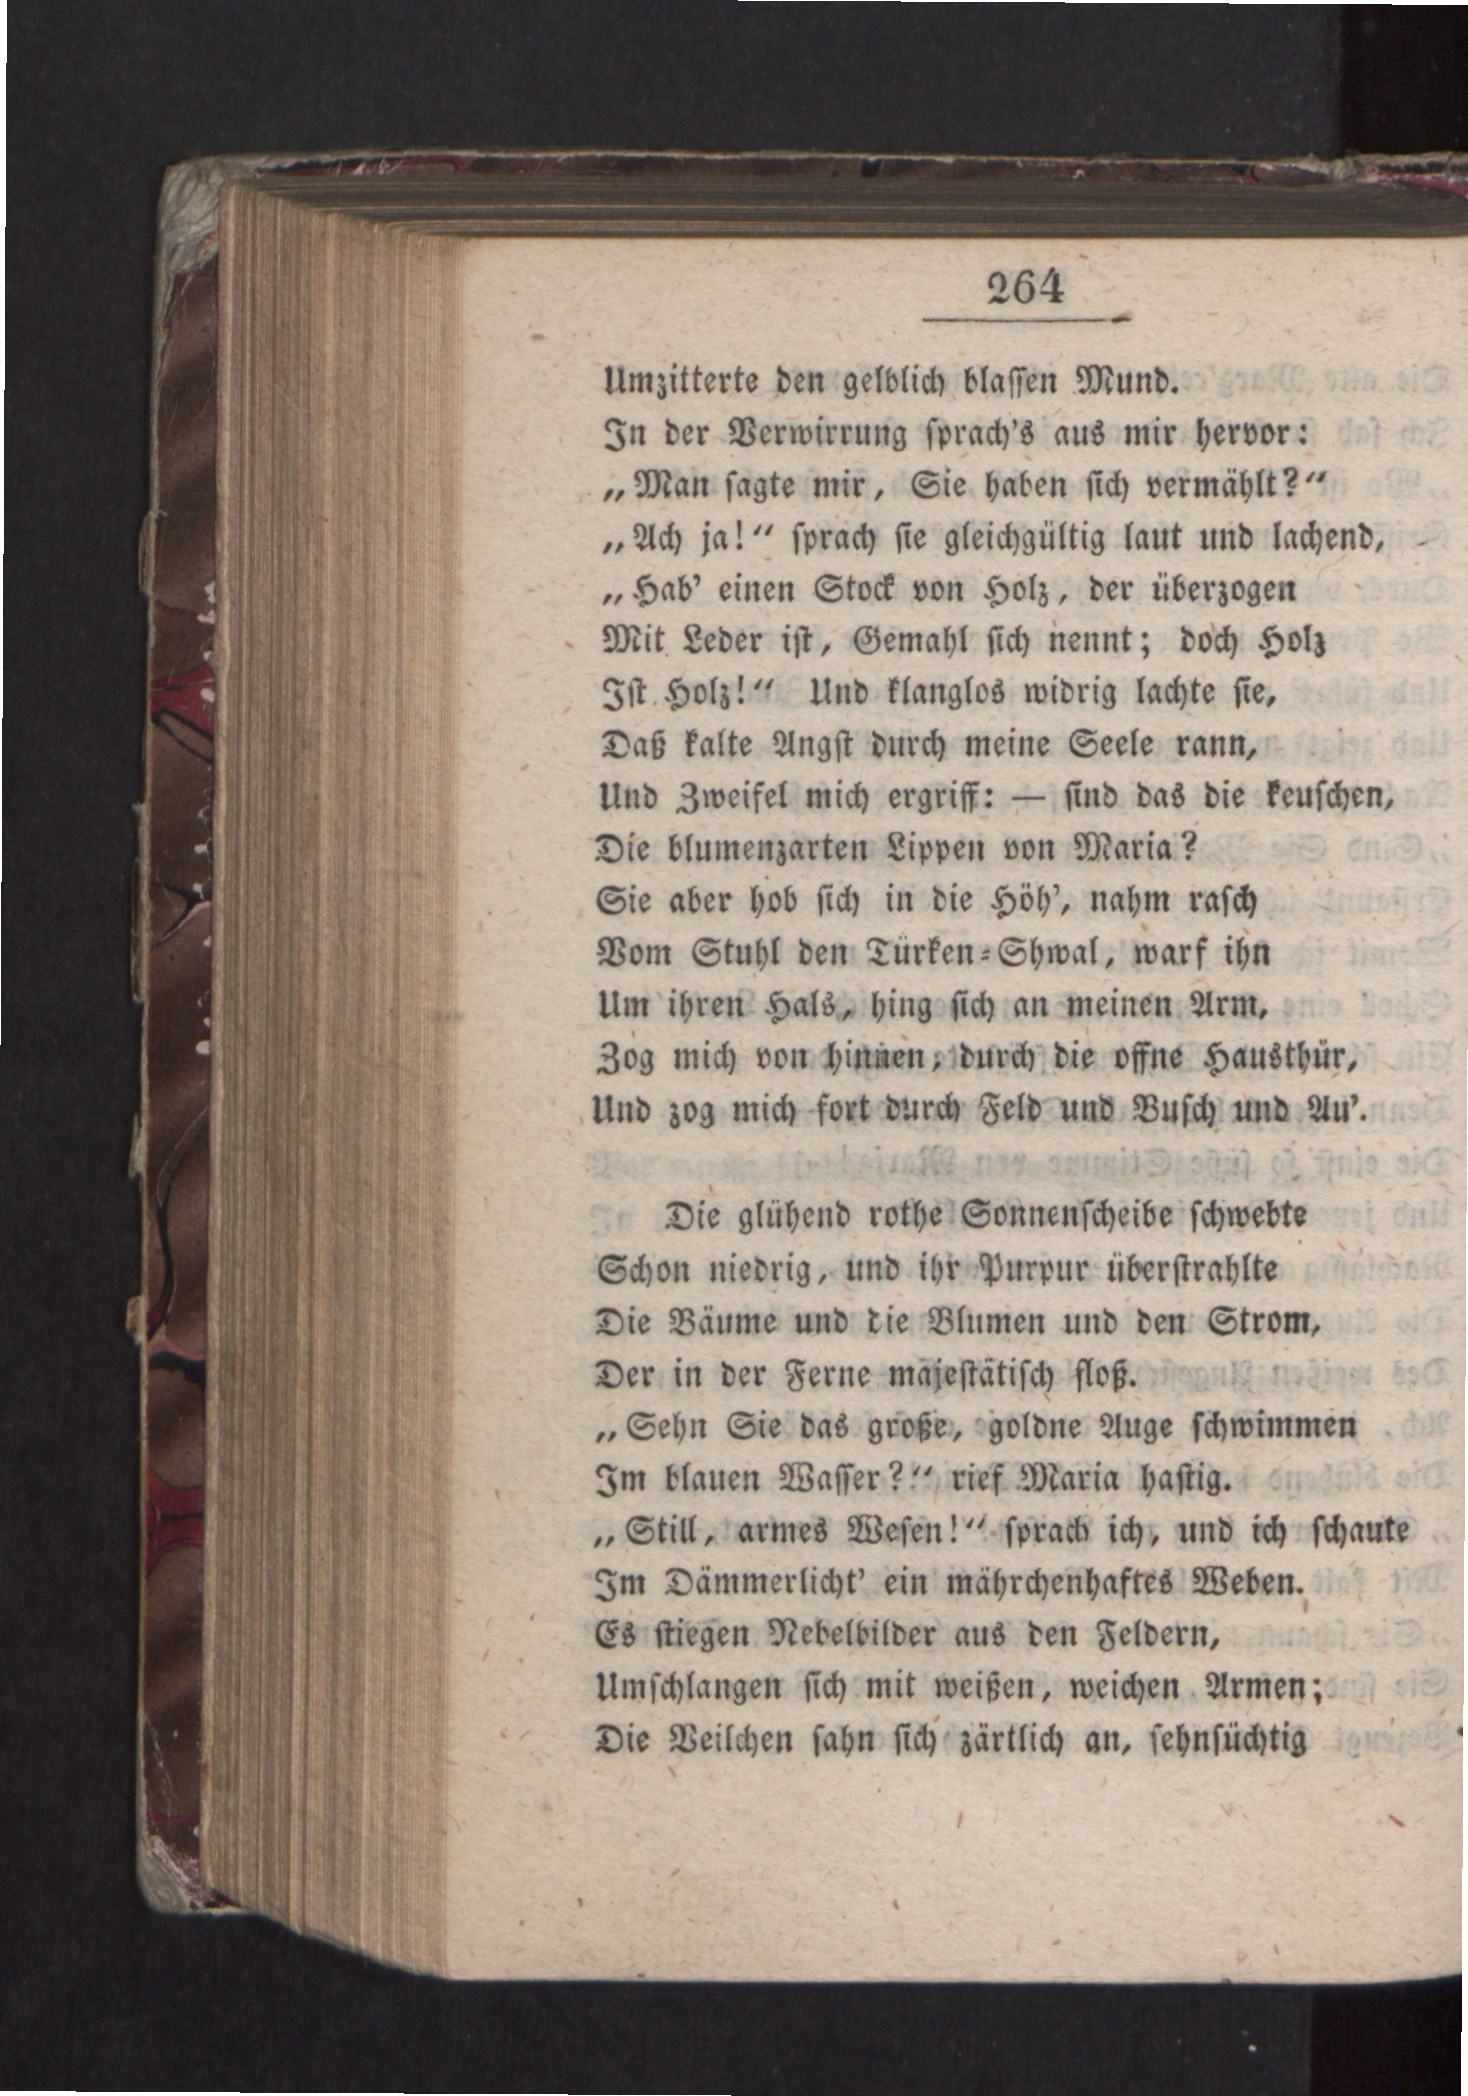 264
Umzitterte den gelblich blassen Mund.
In der Verwirrung sprach's aus mir hervor:
„Man sagte mir, Sie haben sich vermählt?“
„Ach ja!“ sprach sie gleichgültig laut und lachend,
„Hab' einen Stock von Holz, der überzogen
Mit Leder ist, Gemahl sich nennt; doch Holz
Ist Holz!“ Und klanglos widrig lachte sie,
Daß kalte Angst durch meine Seele rann,
Und Zweifel mich ergriff: — sind das die keuschen,
Die blumenzarten Lippen von Maria?
Sie aber hob sich in die Höh', nahm rasch
Vom Stuhl den Türken-Shwal, warf ihn
Um ihren Hals, hing sich an meinen Arm,
Zog mich von hinnen, durch die offne Hausthür,
Und zog mich fort durch Feld und Busch und Au'.
Die glühend rothe Sonnenscheibe schwebte
Schon niedrig, und ihr Purpur überstrahlte
Die Bäume und die Blumen und den Strom,
Der in der Ferne majestätisch floß.
„Sehn Sie das große, goldne Auge schwimmen
Im blauen Wasser?“ rief Maria hastig.
„Still, armes Wesen!“ sprach ich, und ich schaute
Im Dämmerlicht' ein mährchenhaftes Weben.
Es stiegen Nebelbilder aus den Feldern,
Umschlangen sich mit weißen, weichen Armen;
Die Veilchen sahn sich zärtlich an, sehnsüchtig